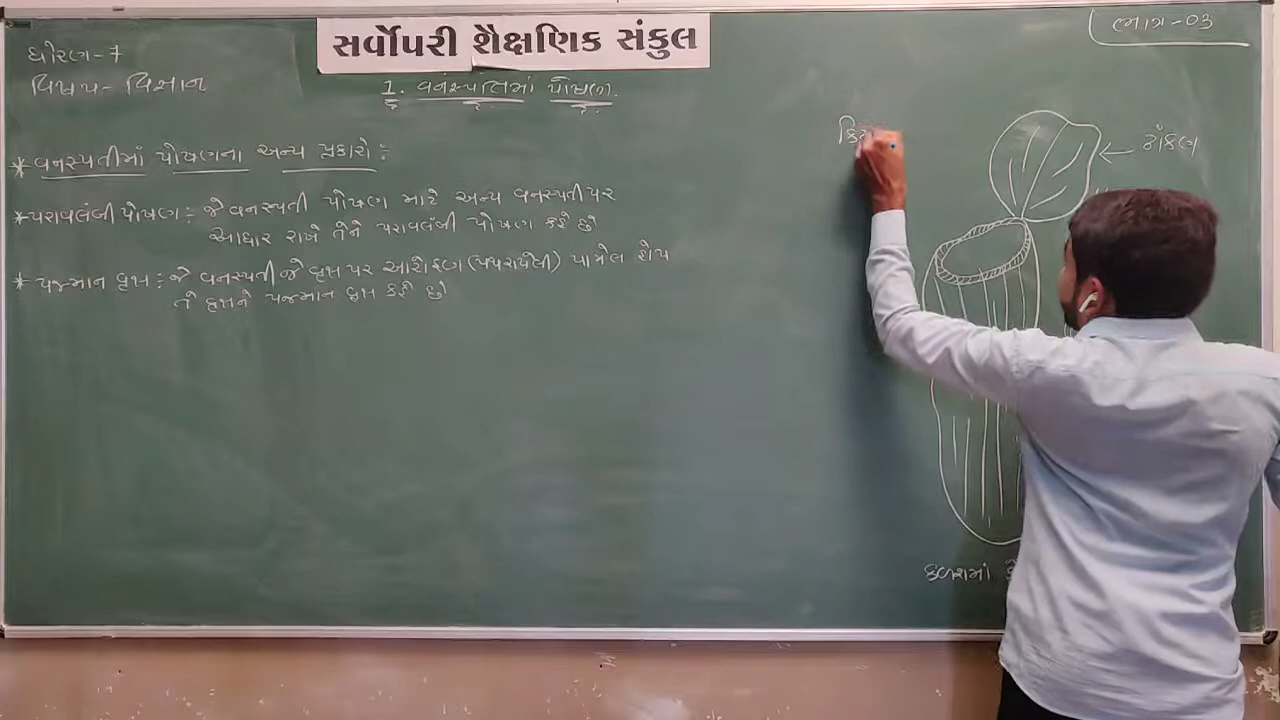 સર્વોપરી શૈક્ષણિક સંકુલ
ભાગ-૦૩
ધોરણ-7
વિષય- વિજ્ઞાન
1. વનસ્પતિમાં પોષણ.
* વનસ્પતીમાં પોષણના અન્ય પ્રકારો :
* પરાવલંબી પોષણ : જે વનસ્પતી પોષણ માટે અન્ય વનસ્પતી પર
આધાર રાખે તેને પરાવલંબી પોષણ કહે છે
* યજમાન વૃક્ષ : જે વનસ્પતી જે વૃક્ષ પર આરોહણ પામેલ હોય
તે વૃક્ષને યજમાન વૃક્ષ કહે છે
ઢાંકણ
કળશમાં